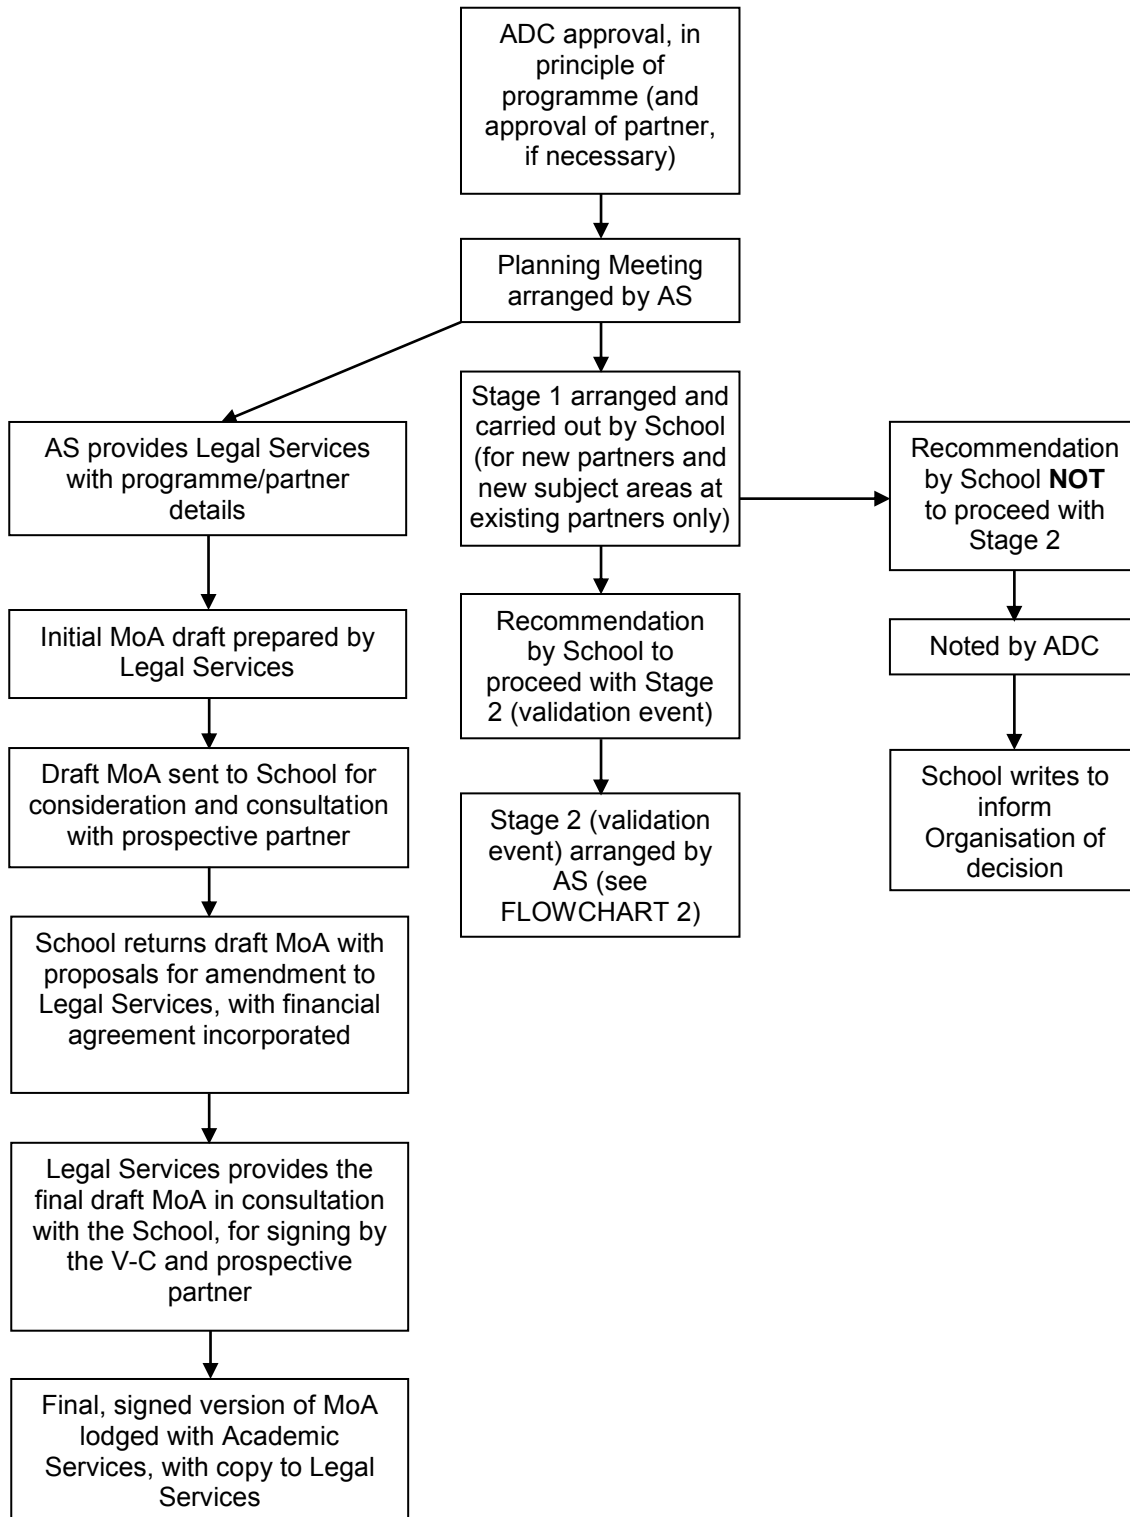 ADC approval, in
principle of
programme (and
approval of partner,
if necessary)
Planning Meeting
arranged by AS
AS provides Legal Services
with programme/partner
details
Initial MoA draft prepared by
Legal Services
Draft MoA sent to School for
consideration and consultation
with prospective partner
School returns draft MoA with
proposals for amendment to
Legal Services, with financial
agreement incorporated
Legal Services provides the
final draft MoA in consultation
with the School, for signing by
the V-C and prospective
partner
Final, signed version of MoA
lodged with Academic
Services, with copy to Legal
Services
Stage 1 arranged and
carried out by School
(for new partners and
new subject areas at
existing partners only)
Recommendation
by School to
proceed with Stage
2 (validation event)
Stage 2 (validation
event) arranged by
AS (see
FLOWCHART 2)
Recommendation
by School NOT
to proceed with
Stage 2
Noted by ADC
School writes to
inform
Organisation of
decision